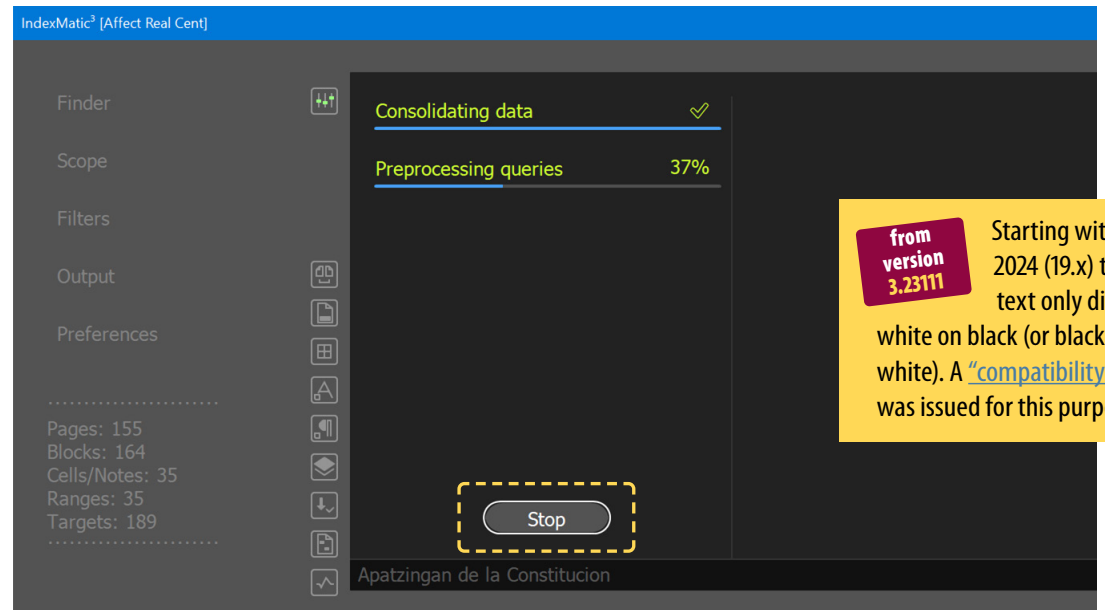 IndexMatic³ [Affect Real Cent]
Finder
Scope
Filters
Output
Preferences
Pages: 155
Blocks: 164
Cells/Notes: 35
Ranges: 35
Targets: 189
Consolidating data
Preprocessing queries 37%
Stop
Apatzingan de la Constitucion
from
version
3.23111
Starting wit
2024 (19.x) t
text only di
white on black (or black
white). A “compatibility
was issued for this purp